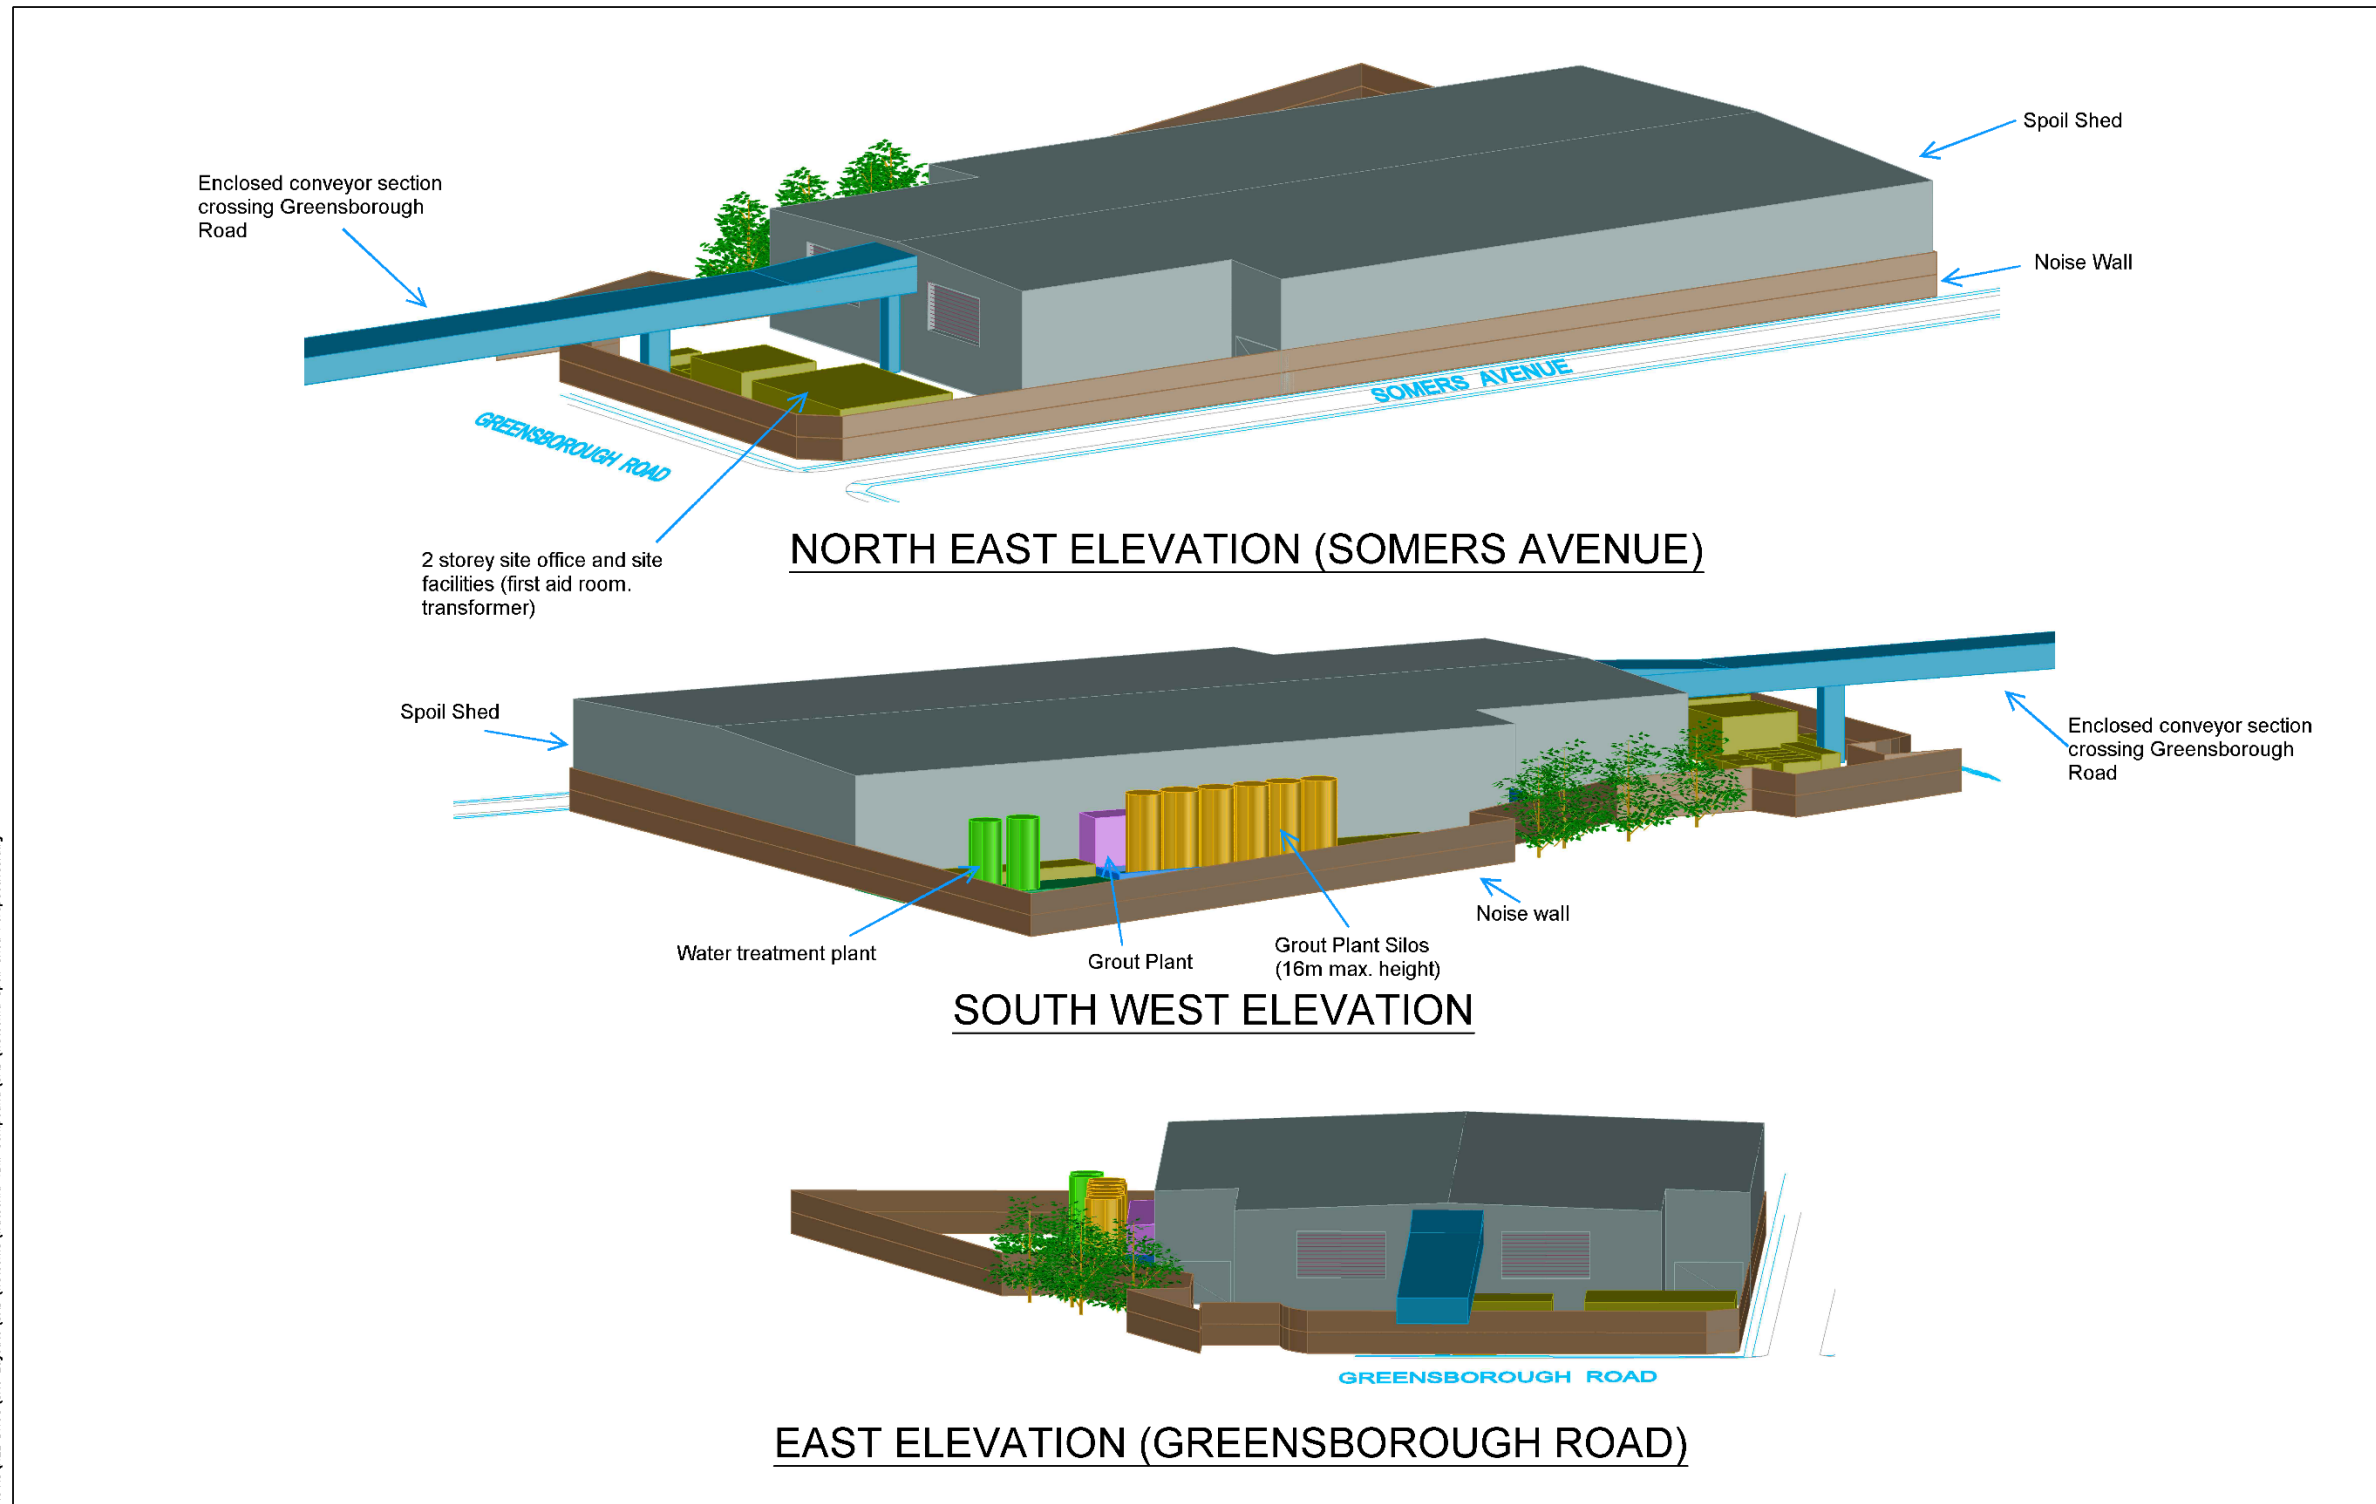 Spoil Shed
Enclosed conveyor section
crossing Greensborough
Road
Noise Wall
SOMERS AVENUE
GREENSBOROUGH ROAD
NORTH EAST ELEVATION (SOMERS AVENUE)
2 storey site office and site
facilities (first aid room.
transformer)
Spoil Shed
Enclosed conveyor section
crossing Greensborough
Road
Noise wall
Water treatment plant
Grout Plant
Grout Plant Silos
(16m max. height)
SOUTH WEST ELEVATION
GREENSBOROUGH ROAD
EAST ELEVATION (GREENSBOROUGH ROAD)